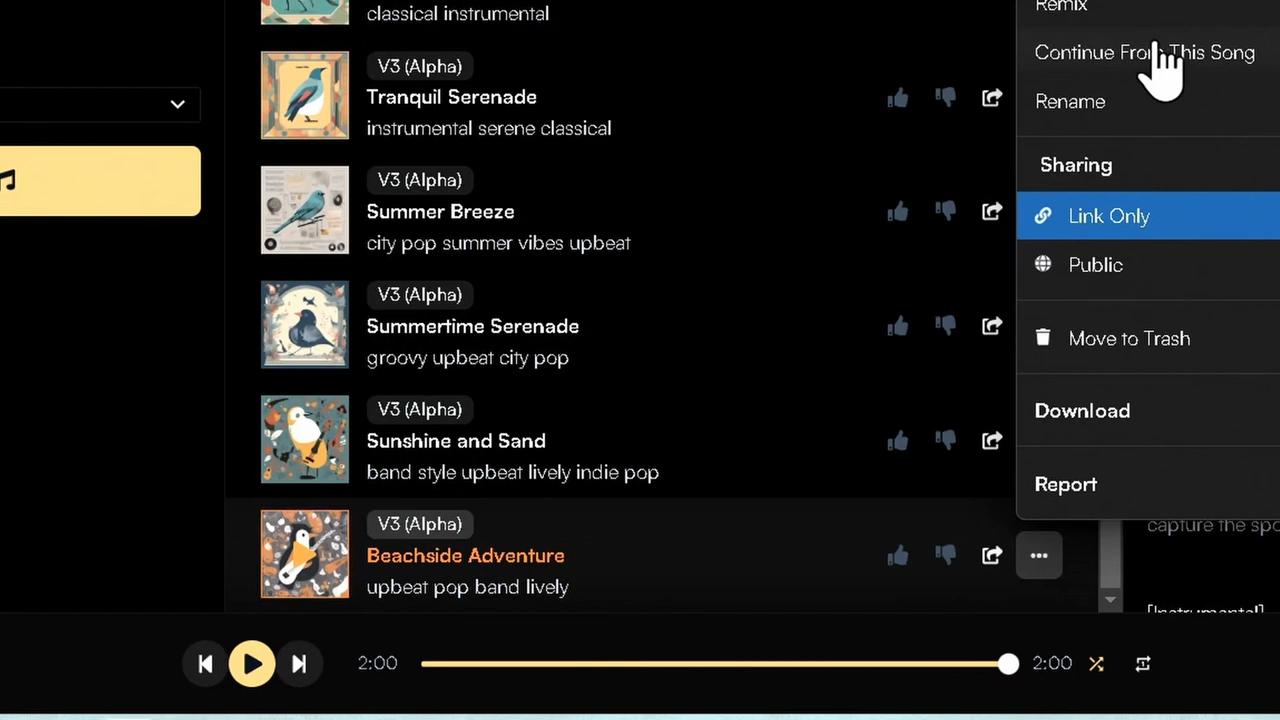 classical instrumental
V3 (Alpha)
Tranquil Serenade
instrumental serene classical
V3 (Alpha)
Summer Breeze
city pop summer vibes upbeat
V3 (Alpha)
Summertime Serenade
groovy upbeat city pop
V3 (Alpha)
Sunshine and Sand
band style upbeat lively indie pop
V3 (Alpha)
Beachside Adventure
upbeat pop band lively
Remix
Continue From This Song
Rename
Sharing
Link Only
Public
Move to Trash
Download
Report
capture the spo
[Instrumental]
2:00
2:00